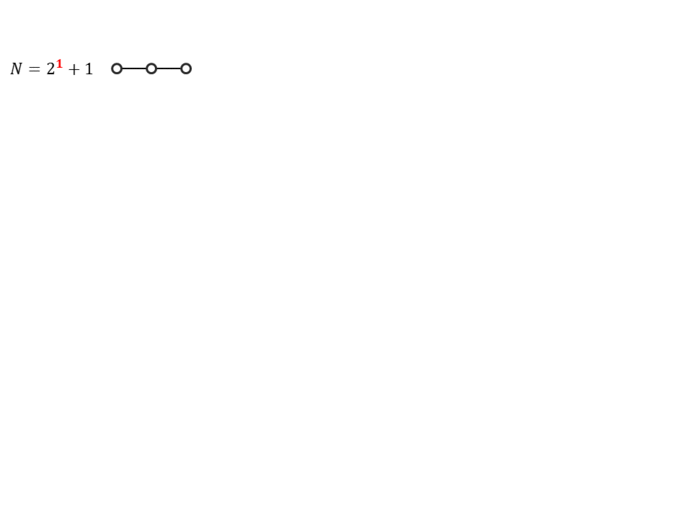 N = 2¹ + 1